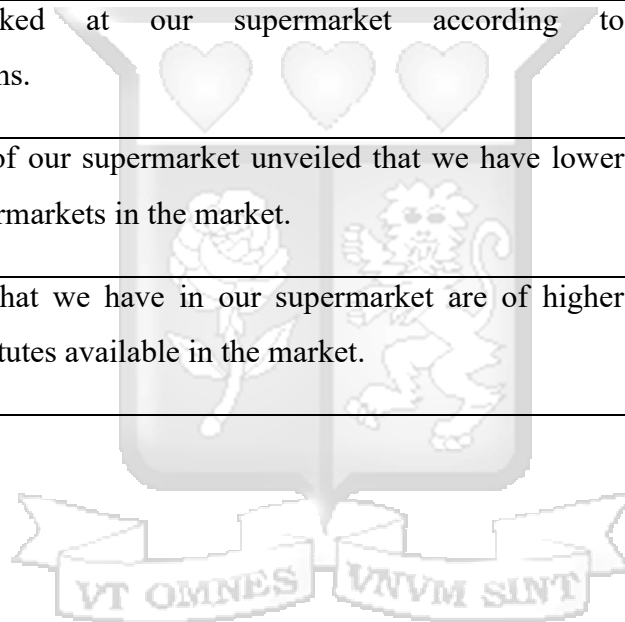 ked at our supermarket according to
ns.
of our supermarket unveiled that we have lower
rmarkets in the market.
hat we have in our supermarket are of higher
tutes available in the market.
VT OMNES VNVM SINT